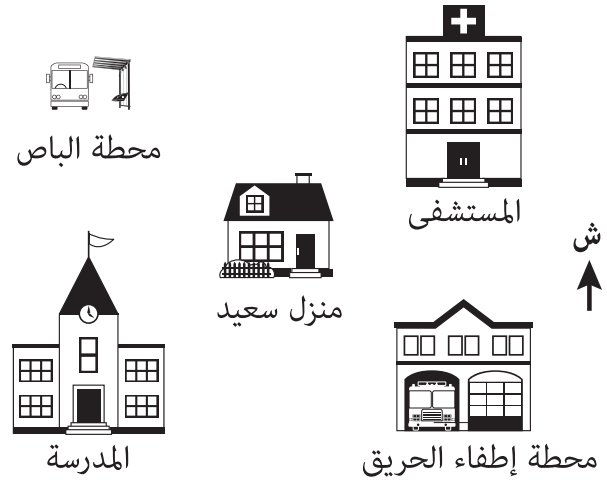 محطة الباص
المستشفى
ش
منزل سعيد
المدرسة
محطة إطفاء الحريق